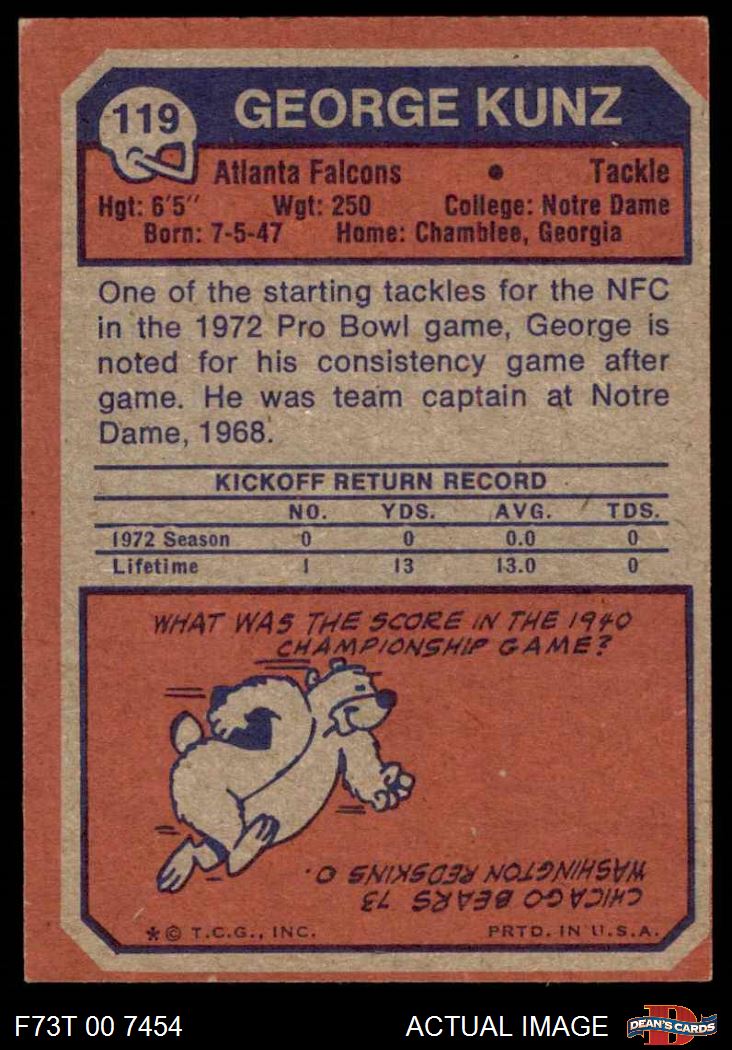 119
GEORGE KUNZ
Atlanta Falcons • Tackle
Hgt: 6'5" Wgt: 250 College: Notre Dame
Born: 7-5-47 Home: Chamblee, Georgia
One of the starting tackles for the NFC
in the 1972 Pro Bowl game, George is
noted for his consistency game after
game. He was team captain at Notre
Dame, 1968.
KICKOFF RETURN RECORD
NO. YDS. AVG. TDS.
1972 Season 0 0 0.0 0
Lifetime 1 13 13.0 0
WHAT WAS THE SCORE IN THE 1940
CHAMPIONSHIP GAME?
CHICAGO BEARS 73
WASHINGTON REDSKINS 0.
* © T.C.G., INC. PRTD. IN U.S.A.
F73T 00 7454 ACTUAL IMAGE
D
DEAN'S CARDS